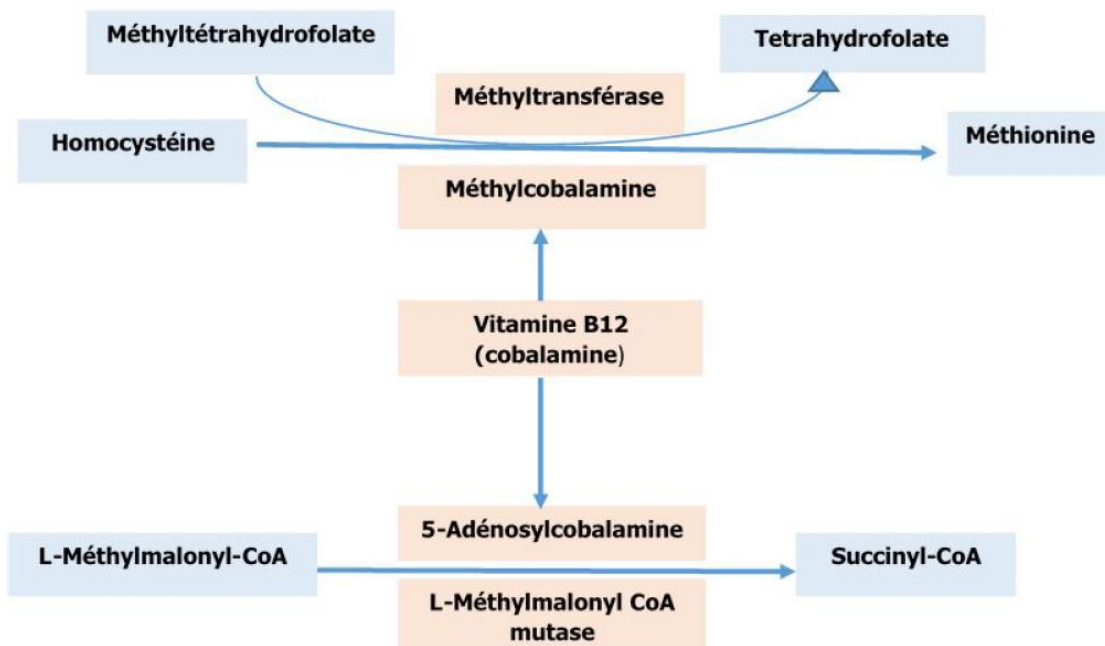 Méthyltétrahydrofolate
Tetrahydrofolate
Méthyltransférase
Homocystéine
Méthionine
Méthylcobalamine
Vitamine B12
(cobalamine)
5-Adénosylcobalamine
L-Méthylmalonyl-CoA
Succinyl-CoA
L-Méthylmalonyl CoA
mutase